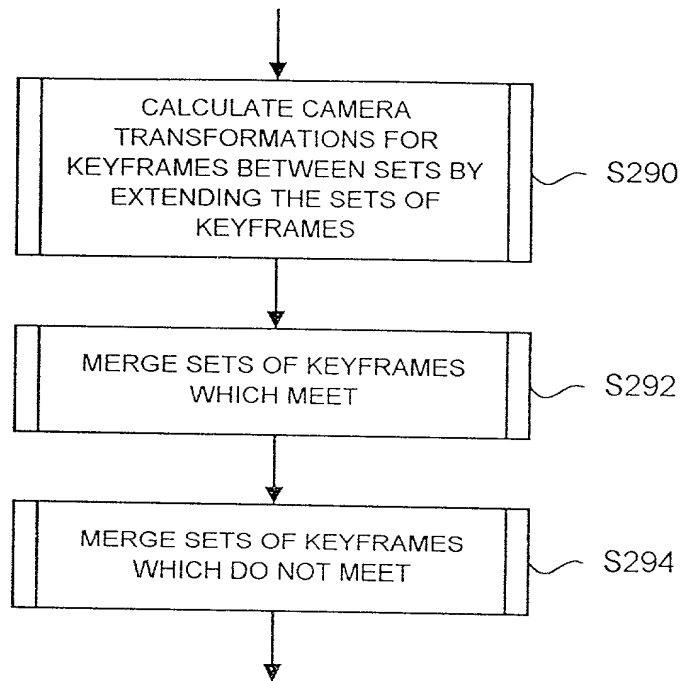 CALCULATE CAMERA
TRANSFORMATIONS FOR
KEYFRAMES BETWEEN SETS BY
EXTENDING THE SETS OF
KEYFRAMES
S290
MERGE SETS OF KEYFRAMES
WHICH MEET
S292
MERGE SETS OF KEYFRAMES
WHICH DO NOT MEET
S294